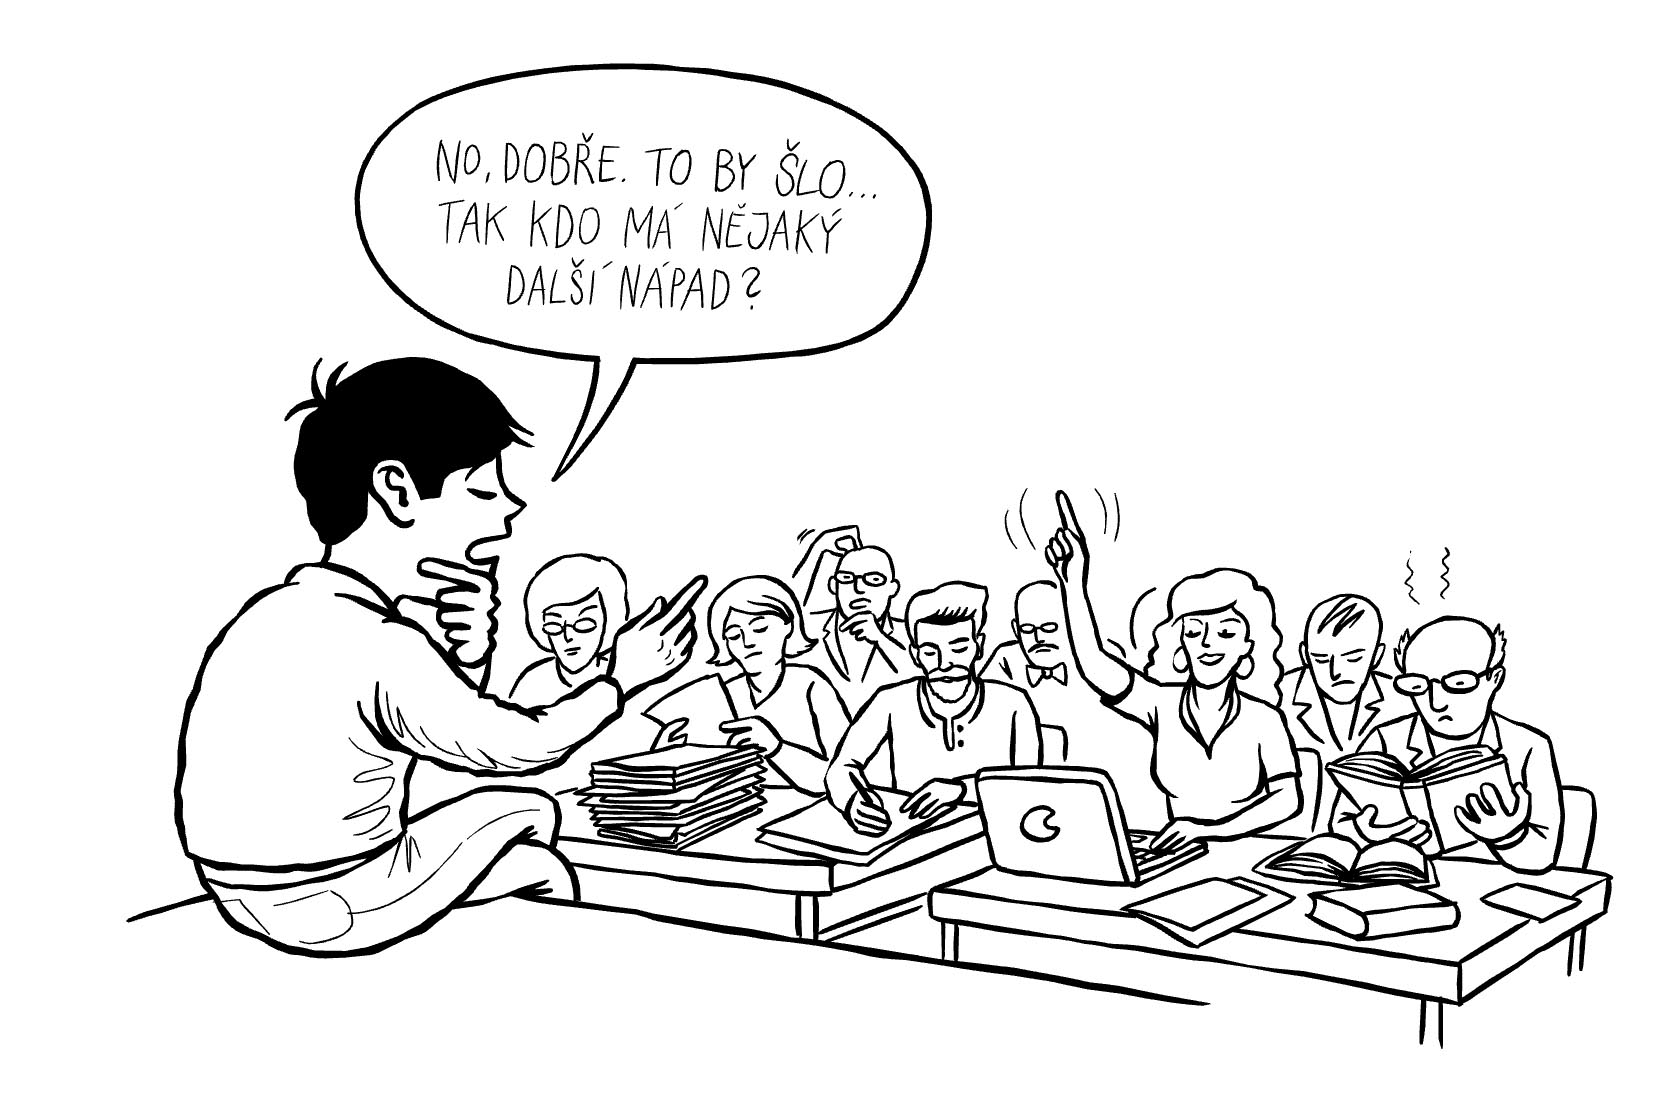 NO, DOBŘE. TO BY ŠLO...
TAK KDO MÁ NĚJAKÝ
DALŠÍ NÁPAD?